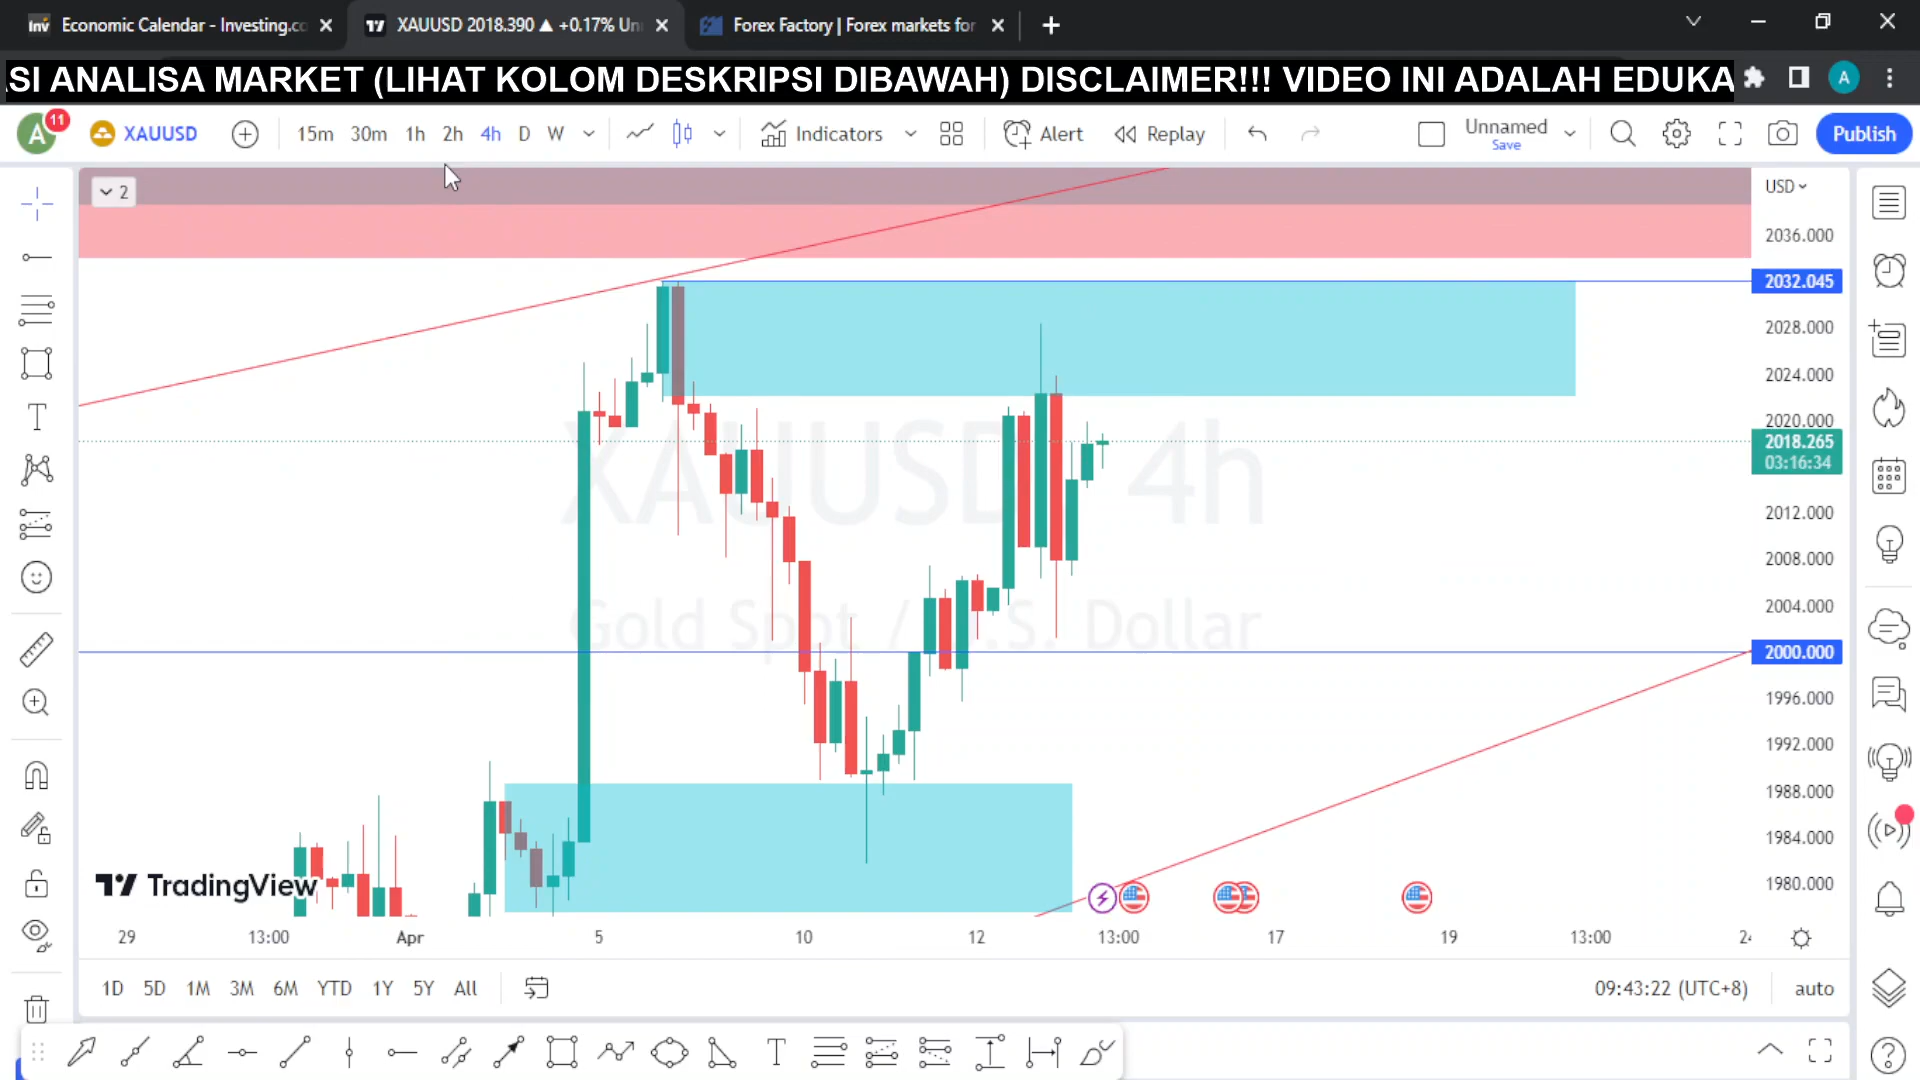 Inv Economic Calendar - Investing.co
XAUUSD 2018.390 ▲ +0.17% Un
Forex Factory | Forex markets for
SI ANALISA MARKET (LIHAT KOLOM DESKRIPSI DIBAWAH) DISCLAIMER!!! VIDEO INI ADALAH EDUKA
A
A 11
XAUUSD
15m 30m 1h 2h 4h D W
Indicators
Alert
Replay
Unnamed
Save
Publish
2
USD
2036.000
2032.045
2028.000
2024.000
2020.000
2018.265
03:16:34
2012.000
2008.000
2004.000
2000.000
1996.000
1992.000
1988.000
1984.000
1980.000
XAUUSD 4h
Gold Spot / U.S. Dollar
TradingView
29 13:00 Apr 5 10 12 13:00 17 19 13:00
1D 5D 1M 3M 6M YTD 1Y 5Y All
09:43:22 (UTC+8)
auto